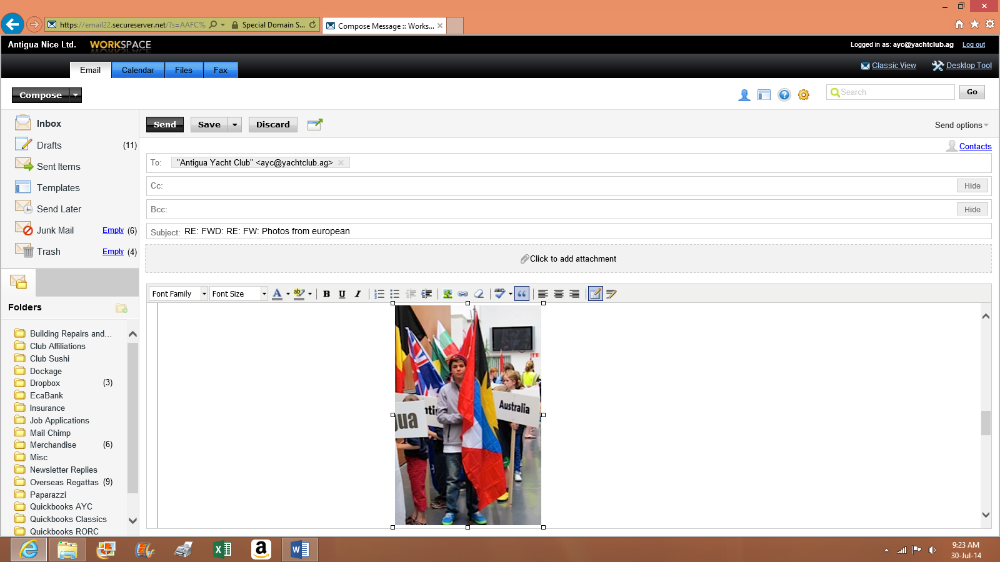 https://email22.secureserver.net/?s=AAFC%
Special Domain S...
Compose Message :: Works...
Antigua Nice Ltd.
WORKSPACE
Logged in as: ayc@yachtclub.ag
Log out
Email
Calendar
Files
Fax
Classic View
Desktop Tool
Compose
Search
Go
Inbox
Drafts (11)
Sent Items
Templates
Send Later
Junk Mail Empty (6)
Trash Empty (4)
Folders
Building Repairs and...
Club Affiliations
Club Sushi
Dockage
Dropbox (3)
EcaBank
Insurance
Job Applications
Mail Chimp
Merchandise (6)
Misc
Newsletter Replies
Overseas Regattas (9)
Paparazzi
Quickbooks AYC
Quickbooks Classics
Quickbooks RORC
Send
Save
Discard
Send options
Contacts
To: "Antigua Yacht Club" <ayc@yachtclub.ag>
Cc:
Hide
Bcc:
Hide
Subject: RE: FWD: RE: FW: Photos from european
Click to add attachment
Font Family
Font Size
A
ab
B U I
ABC
gua
nti
Australia
9:23 AM
30-Jul-14